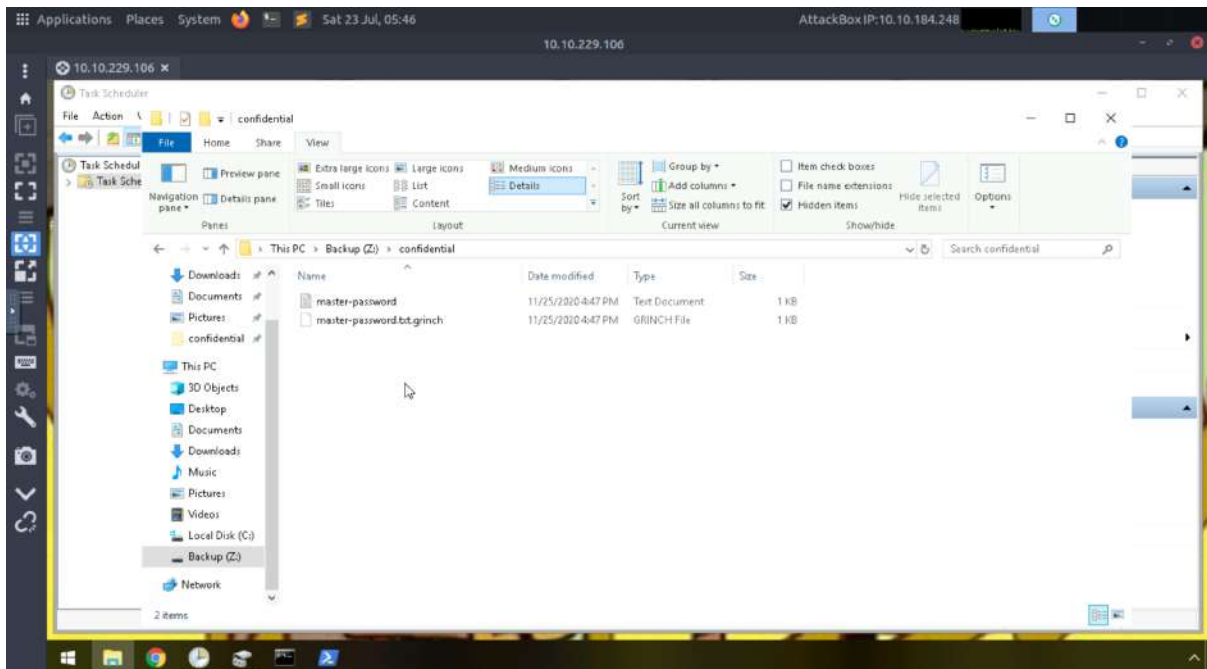 Applications Places System Sat 23 Jul, 05:46 AttackBox IP:10.10.184.248
10.10.229.106
10.10.229.106 ×
Task Scheduler
File Action confidential
File Home Share View
Task Schedul
Task Sche
Navigation pane
Preview pane
Details pane
Panes
Extra large icons Large icons Medium icons
Small icons List Details
Tiles Content
Layout
Sort by
Group by
Add columns
Size all columns to fit
Current view
Item check boxes
File name extensions
Hidden items
Hide selected items
Options
Show/hide
This PC > Backup (Z:) > confidential
Search confidential
Name Date modified Type Size
master-password 11/25/2020 4:47 PM Text Document 1 KB
master-password.txt.grinch 11/25/2020 4:47 PM GRINCH File 1 KB
Downloads
Documents
Pictures
confidential
This PC
3D Objects
Desktop
Documents
Downloads
Music
Pictures
Videos
Local Disk (C:)
Backup (Z:)
Network
2 items